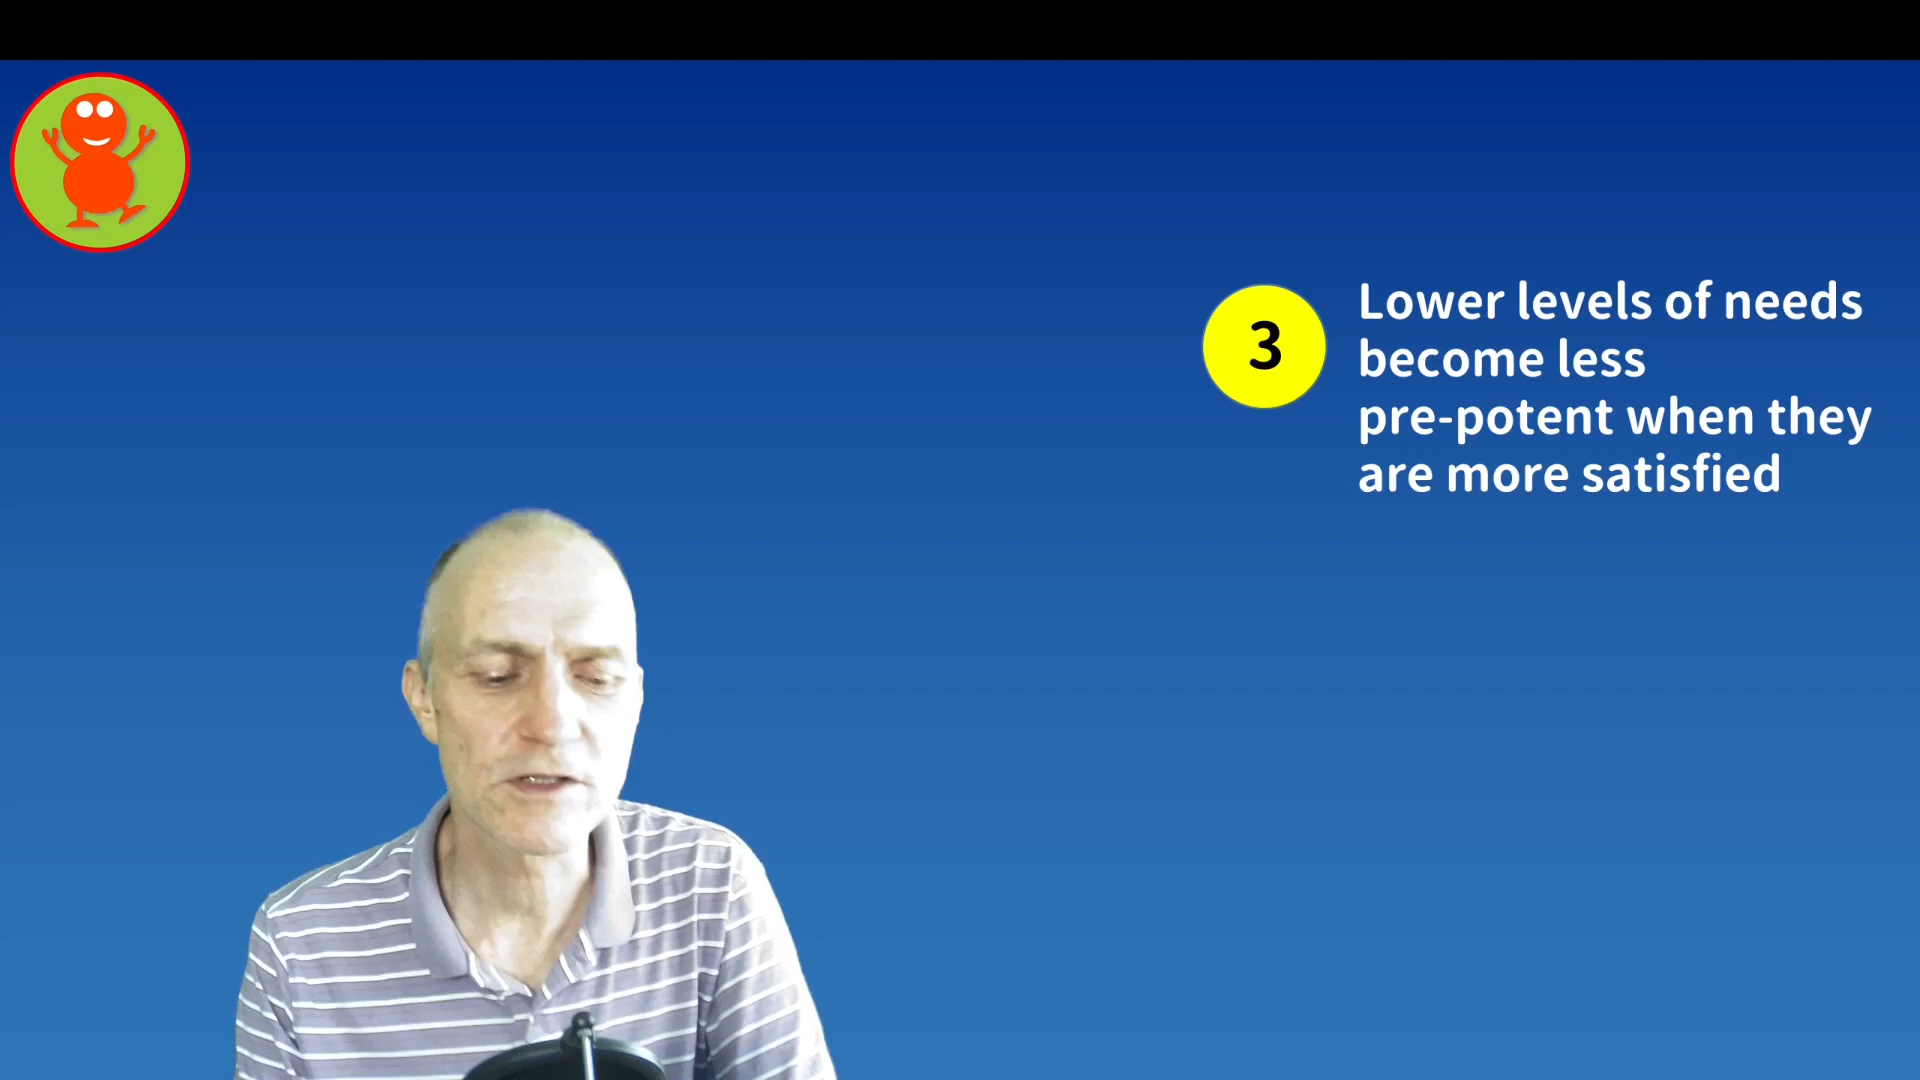 3
Lower levels of needs
become less
pre-potent when they
are more satisfied